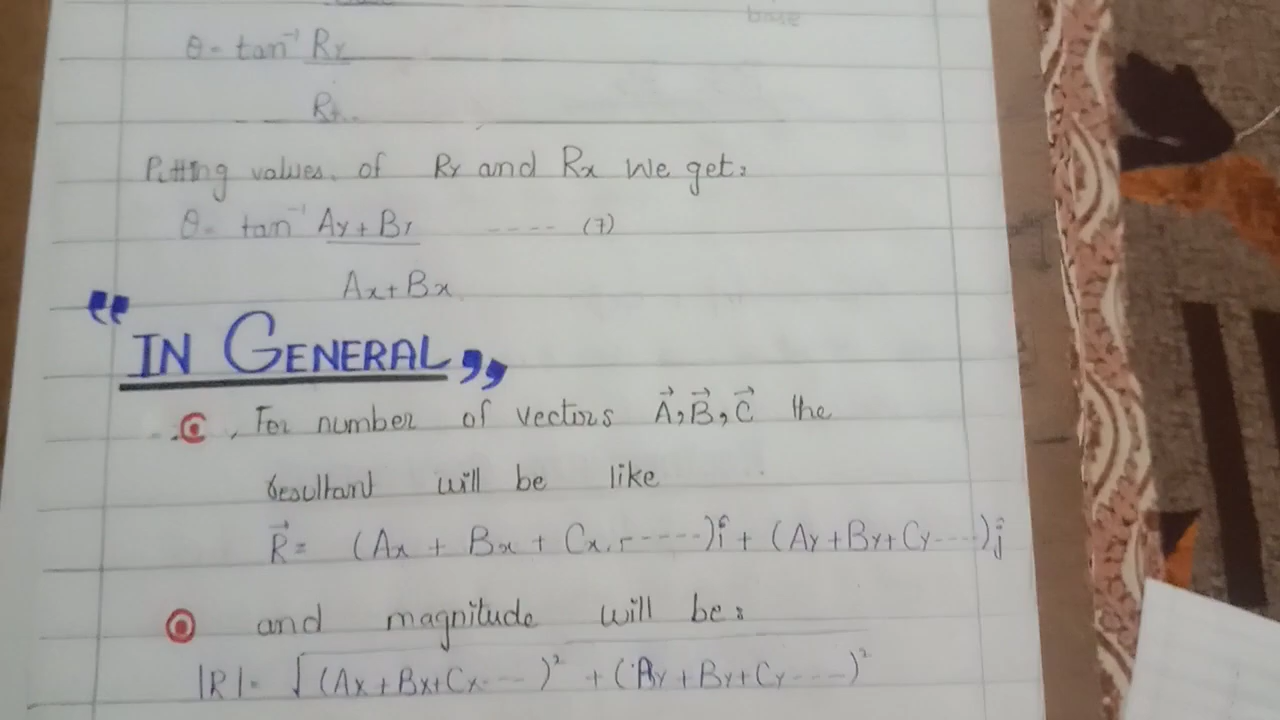 base
θ = tan⁻¹ Ry
Rx
Putting values of Ry and Rx We get:
θ = tan⁻¹ Ay + By ---- (7)
Ax + Bx
"IN GENERAL"
For number of vectors A⃗, B⃗, C⃗ the
resultant will be like
R⃗ = (Ax + Bx + Cx + -----)î + (Ay + By + Cy ----)ĵ
and magnitude will be:
|R| = √(Ax + Bx + Cx ----)² + (Ay + By + Cy ----)²